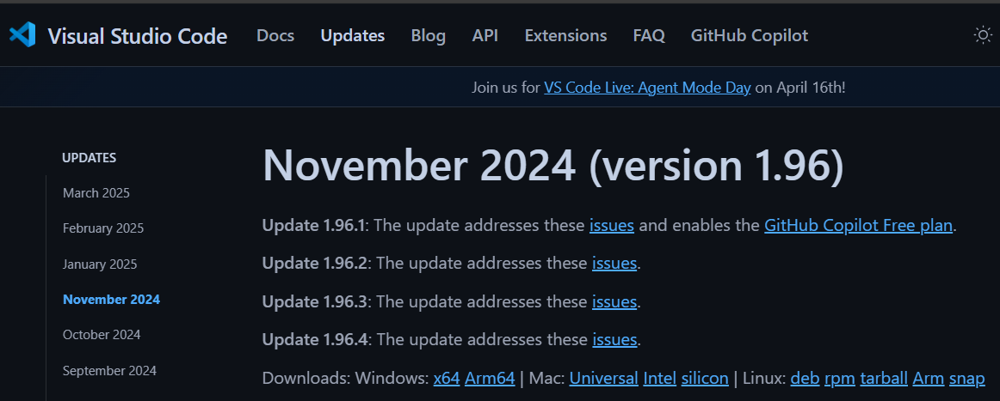 Visual Studio Code Docs Updates Blog API Extensions FAQ GitHub Copilot
Join us for VS Code Live: Agent Mode Day on April 16th!
UPDATES
March 2025
February 2025
January 2025
November 2024
October 2024
September 2024
November 2024 (version 1.96)
Update 1.96.1: The update addresses these issues and enables the GitHub Copilot Free plan.
Update 1.96.2: The update addresses these issues.
Update 1.96.3: The update addresses these issues.
Update 1.96.4: The update addresses these issues.
Downloads: Windows: x64 Arm64 | Mac: Universal Intel silicon | Linux: deb rpm tarball Arm snap